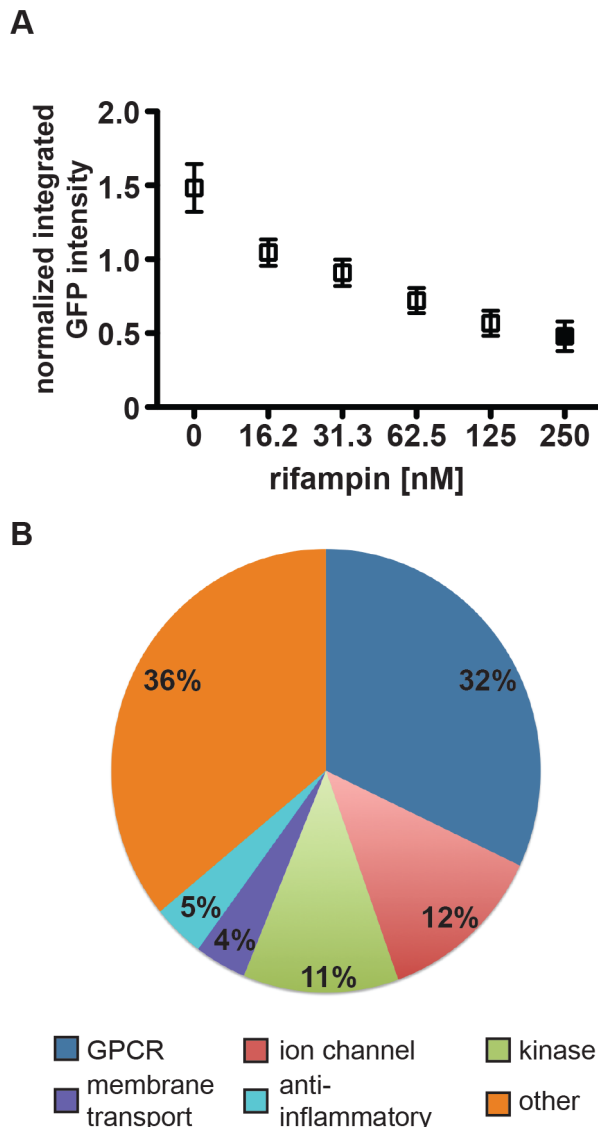 A
normalized integrated
GFP intensity
2.0
1.5
1.0
0.5
0
0 16.2 31.3 62.5 125 250
rifampin [nM]
B
36%
32%
5%
4%
11%
12%
GPCR
ion channel
kinase
membrane
transport
anti-
inflammatory
other